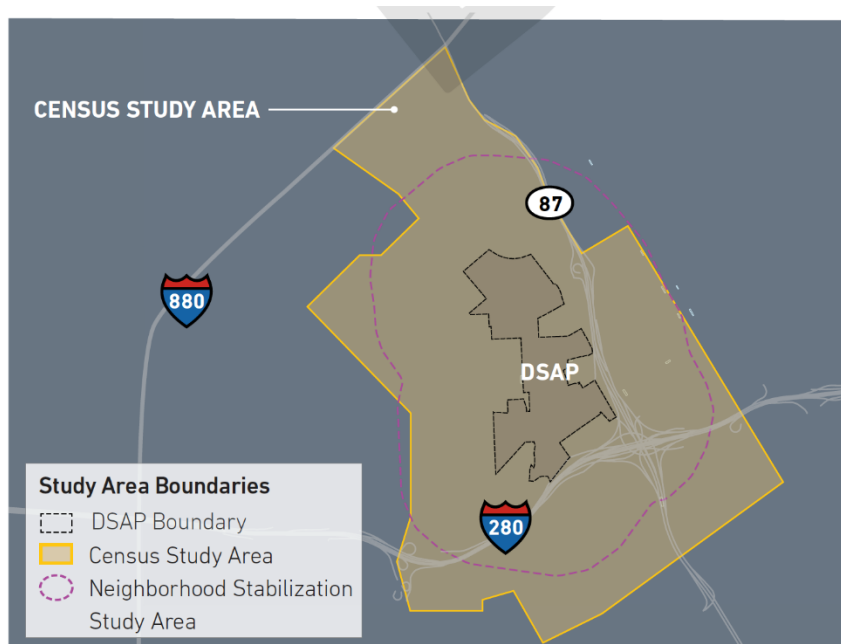 CENSUS STUDY AREA
87
880
DSAP
280
Study Area Boundaries
DSAP Boundary
Census Study Area
Neighborhood Stabilization
Study Area